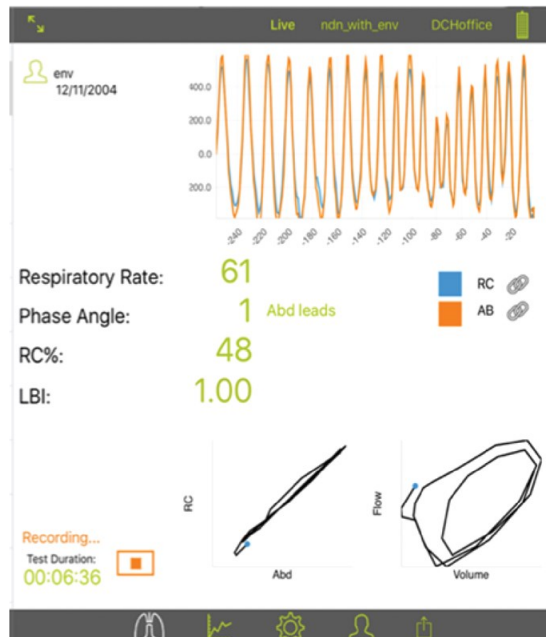 Live ndn_with_env DCHoffice
env
12/11/2004
400.0
200.0
0.0
200.0
-240 -220 -200 -180 -160 -140 -120 -100 -80 -60 -40 -20
Respiratory Rate: 61
Phase Angle: 1 Abd leads
RC%: 48
LBI: 1.00
RC
AB
RC
Abd
Flow
Volume
Recording...
Test Duration:
00:06:36